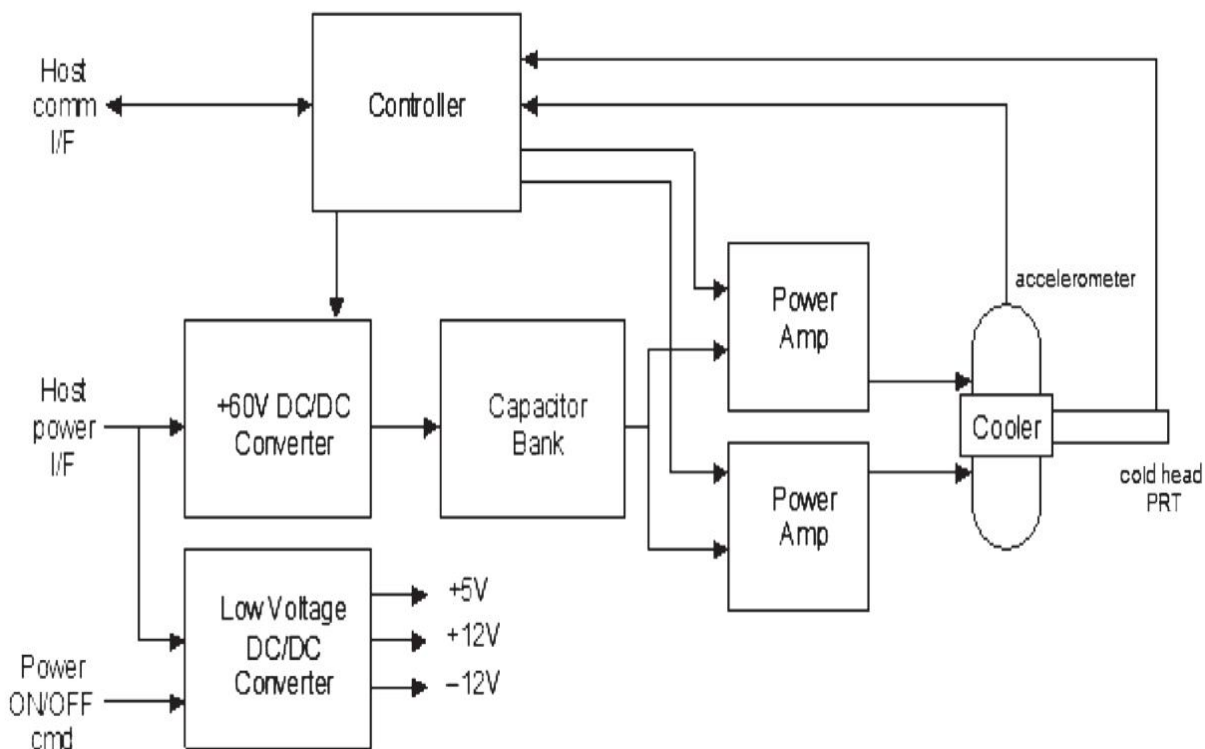 Host
comm
I/F
Controller
Power
Amp
accelerometer
Host
power
I/F
+60V DC/DC
Converter
Capacitor
Bank
Cooler
cold head
PRT
Power
Amp
Low Voltage
DC/DC
Converter
+5V
+12V
–12V
Power
ON/OFF
cmd